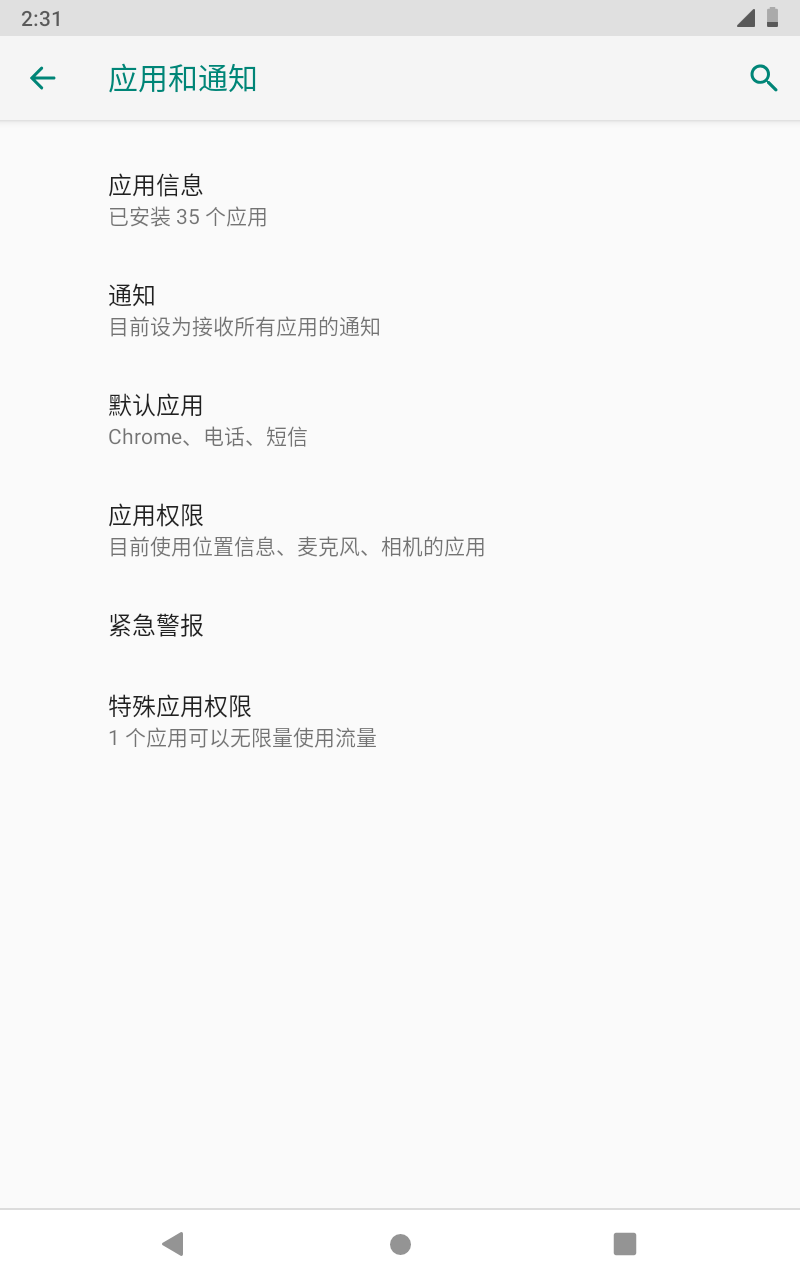 2:31
应用和通知
应用信息
已安装 35 个应用
通知
目前设为接收所有应用的通知
默认应用
Chrome、电话、短信
应用权限
目前使用位置信息、麦克风、相机的应用
紧急警报
特殊应用权限
1 个应用可以无限量使用流量